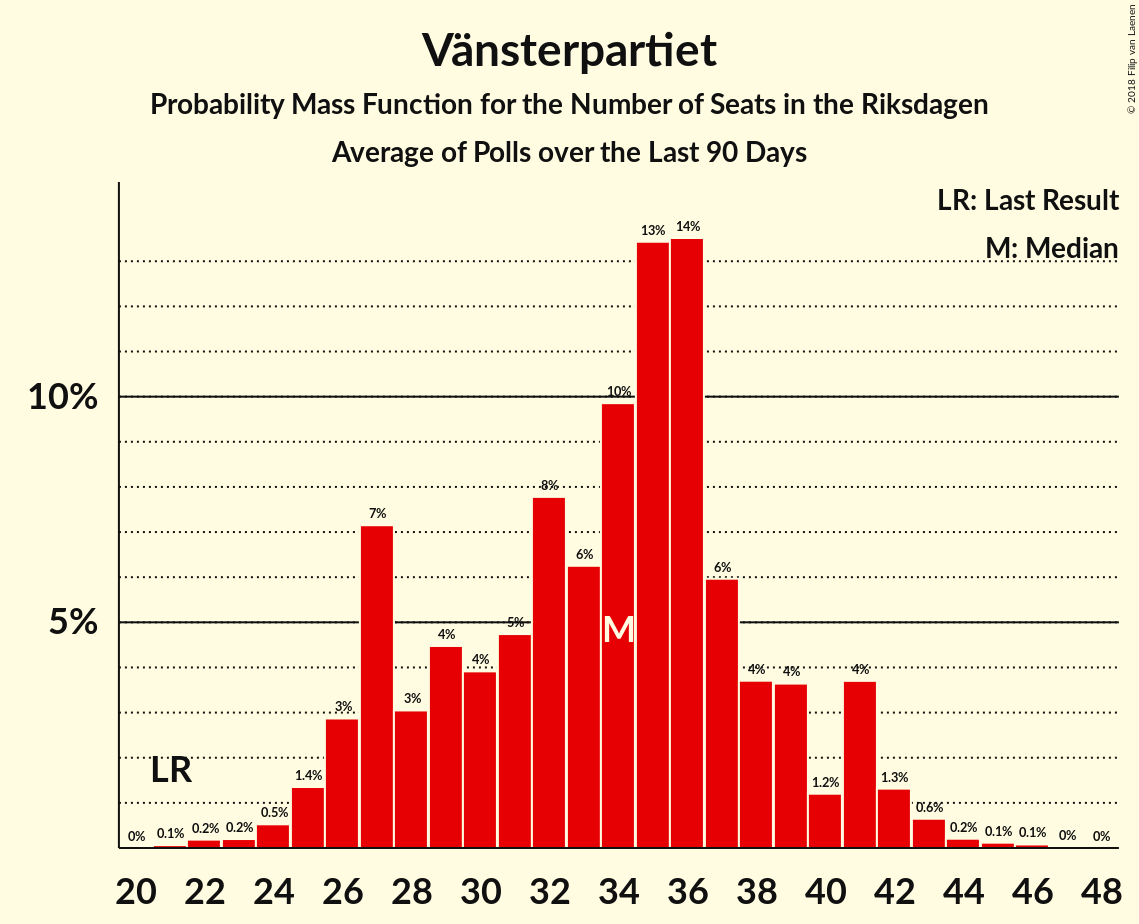 Vänsterpartiet
Probability Mass Function for the Number of Seats in the Riksdagen
Average of Polls over the Last 90 Days
© 2018 Filip van Laenen
LR: Last Result
M: Median
10%
5%
0% 0.1% 0.2% 0.2% 0.5% 1.4% 3% 7% 3% 4% 4% 5% 8% 6% 10% 13% 14% 6% 4% 4% 1.2% 4% 1.3% 0.6% 0.2% 0.1% 0.1% 0% 0%
M
LR
20 22 24 26 28 30 32 34 36 38 40 42 44 46 48